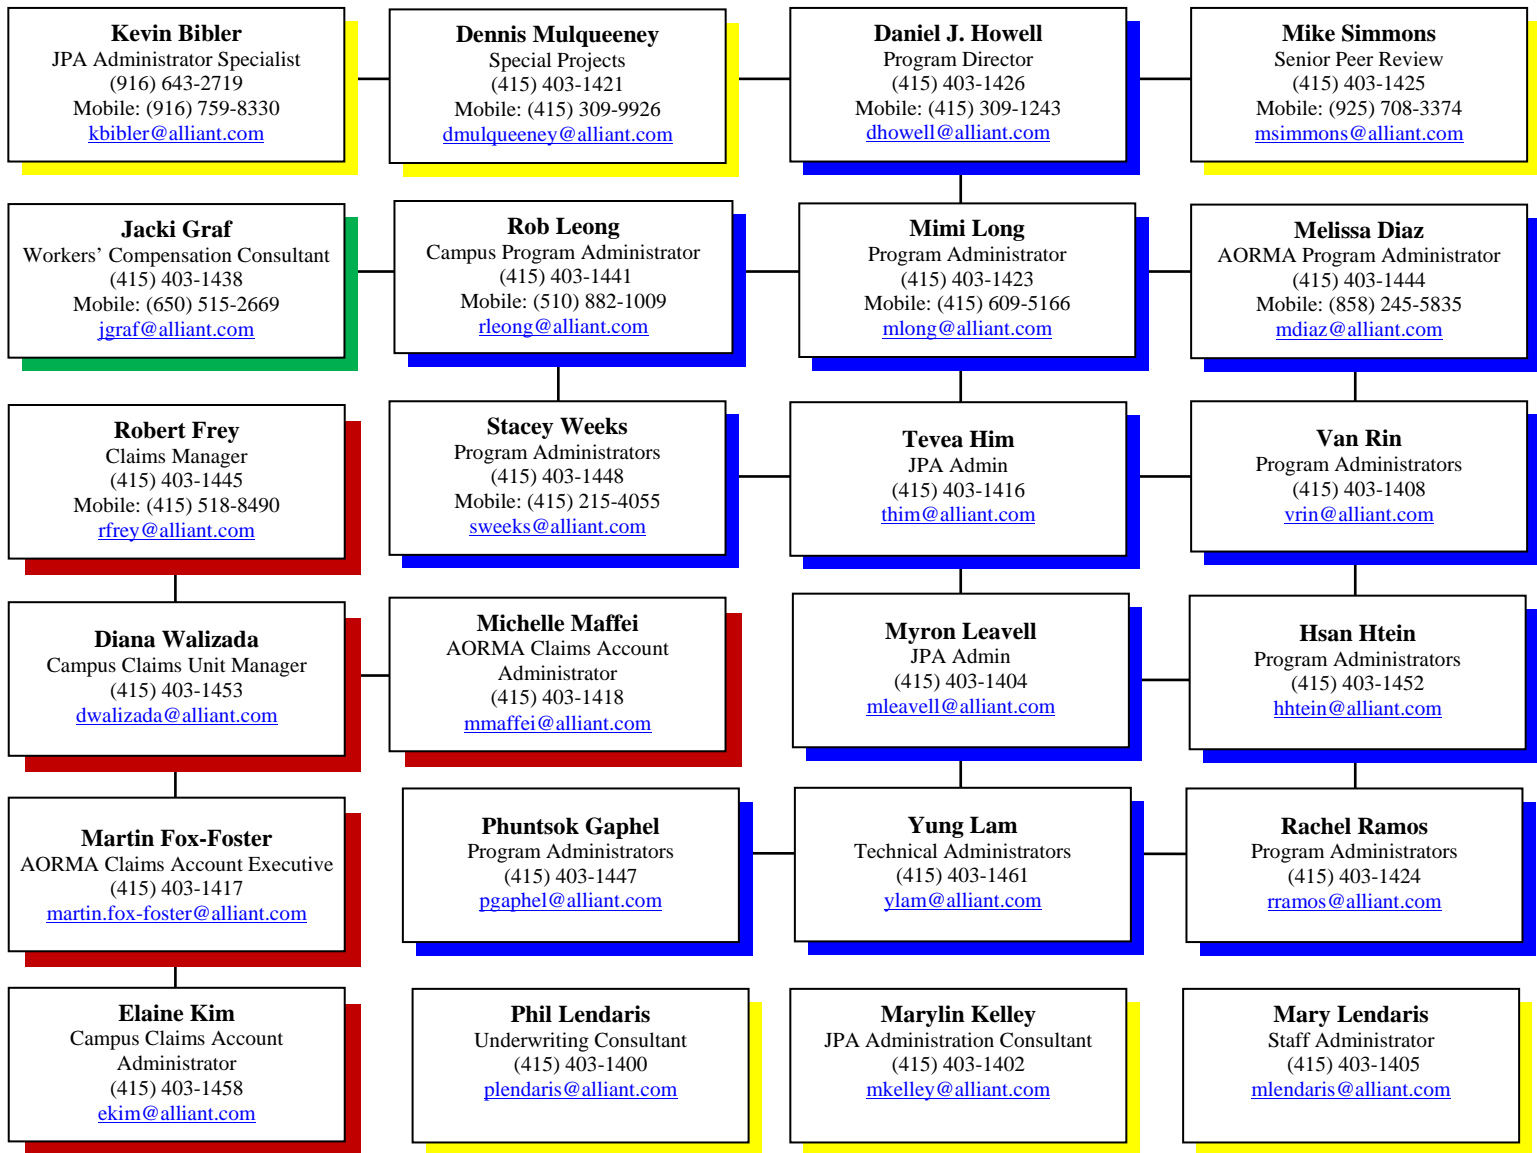 Kevin Bibler
JPA Administrator Specialist
(916) 643-2719
Mobile: (916) 759-8330
kbibler@alliant.com
Dennis Mulqueeney
Special Projects
(415) 403-1421
Mobile: (415) 309-9926
dmulqueeney@alliant.com
Daniel J. Howell
Program Director
(415) 403-1426
Mobile: (415) 309-1243
dhowell@alliant.com
Mike Simmons
Senior Peer Review
(415) 403-1425
Mobile: (925) 708-3374
msimmons@alliant.com
Jacki Graf
Workers’ Compensation Consultant
(415) 403-1438
Mobile: (650) 515-2669
jgraf@alliant.com
Rob Leong
Campus Program Administrator
(415) 403-1441
Mobile: (510) 882-1009
rleong@alliant.com
Mimi Long
Program Administrator
(415) 403-1423
Mobile: (415) 609-5166
mlong@alliant.com
Melissa Diaz
AORMA Program Administrator
(415) 403-1444
Mobile: (858) 245-5835
mdiaz@alliant.com
Robert Frey
Claims Manager
(415) 403-1445
Mobile: (415) 518-8490
rfrey@alliant.com
Stacey Weeks
Program Administrators
(415) 403-1448
Mobile: (415) 215-4055
sweeks@alliant.com
Tevea Him
JPA Admin
(415) 403-1416
thim@alliant.com
Van Rin
Program Administrators
(415) 403-1408
vrin@alliant.com
Diana Walizada
Campus Claims Unit Manager
(415) 403-1453
dwalizada@alliant.com
Michelle Maffei
AORMA Claims Account
Administrator
(415) 403-1418
mmaffei@alliant.com
Myron Leavell
JPA Admin
(415) 403-1404
mleavell@alliant.com
Hsan Htein
Program Administrators
(415) 403-1452
hhtein@alliant.com
Martin Fox-Foster
AORMA Claims Account Executive
(415) 403-1417
martin.fox-foster@alliant.com
Phuntsok Gaphel
Program Administrators
(415) 403-1447
pgaphel@alliant.com
Yung Lam
Technical Administrators
(415) 403-1461
ylam@alliant.com
Rachel Ramos
Program Administrators
(415) 403-1424
rramos@alliant.com
Elaine Kim
Campus Claims Account
Administrator
(415) 403-1458
ekim@alliant.com
Phil Lendaris
Underwriting Consultant
(415) 403-1400
plendaris@alliant.com
Marylin Kelley
JPA Administration Consultant
(415) 403-1402
mkelley@alliant.com
Mary Lendaris
Staff Administrator
(415) 403-1405
mlendaris@alliant.com